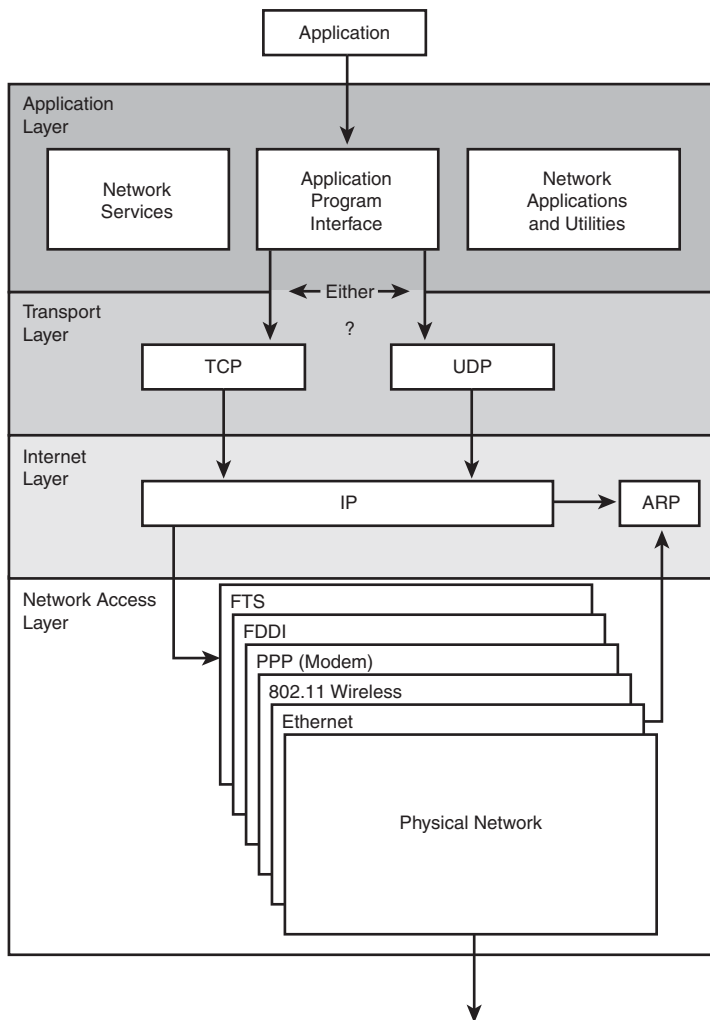 Application
Application
Layer
Network
Services
Application
Program
Interface
Network
Applications
and Utilities
Either
Transport
Layer
?
TCP
UDP
Internet
Layer
IP
ARP
Network Access
Layer
FTS
FDDI
PPP (Modem)
802.11 Wireless
Ethernet
Physical Network